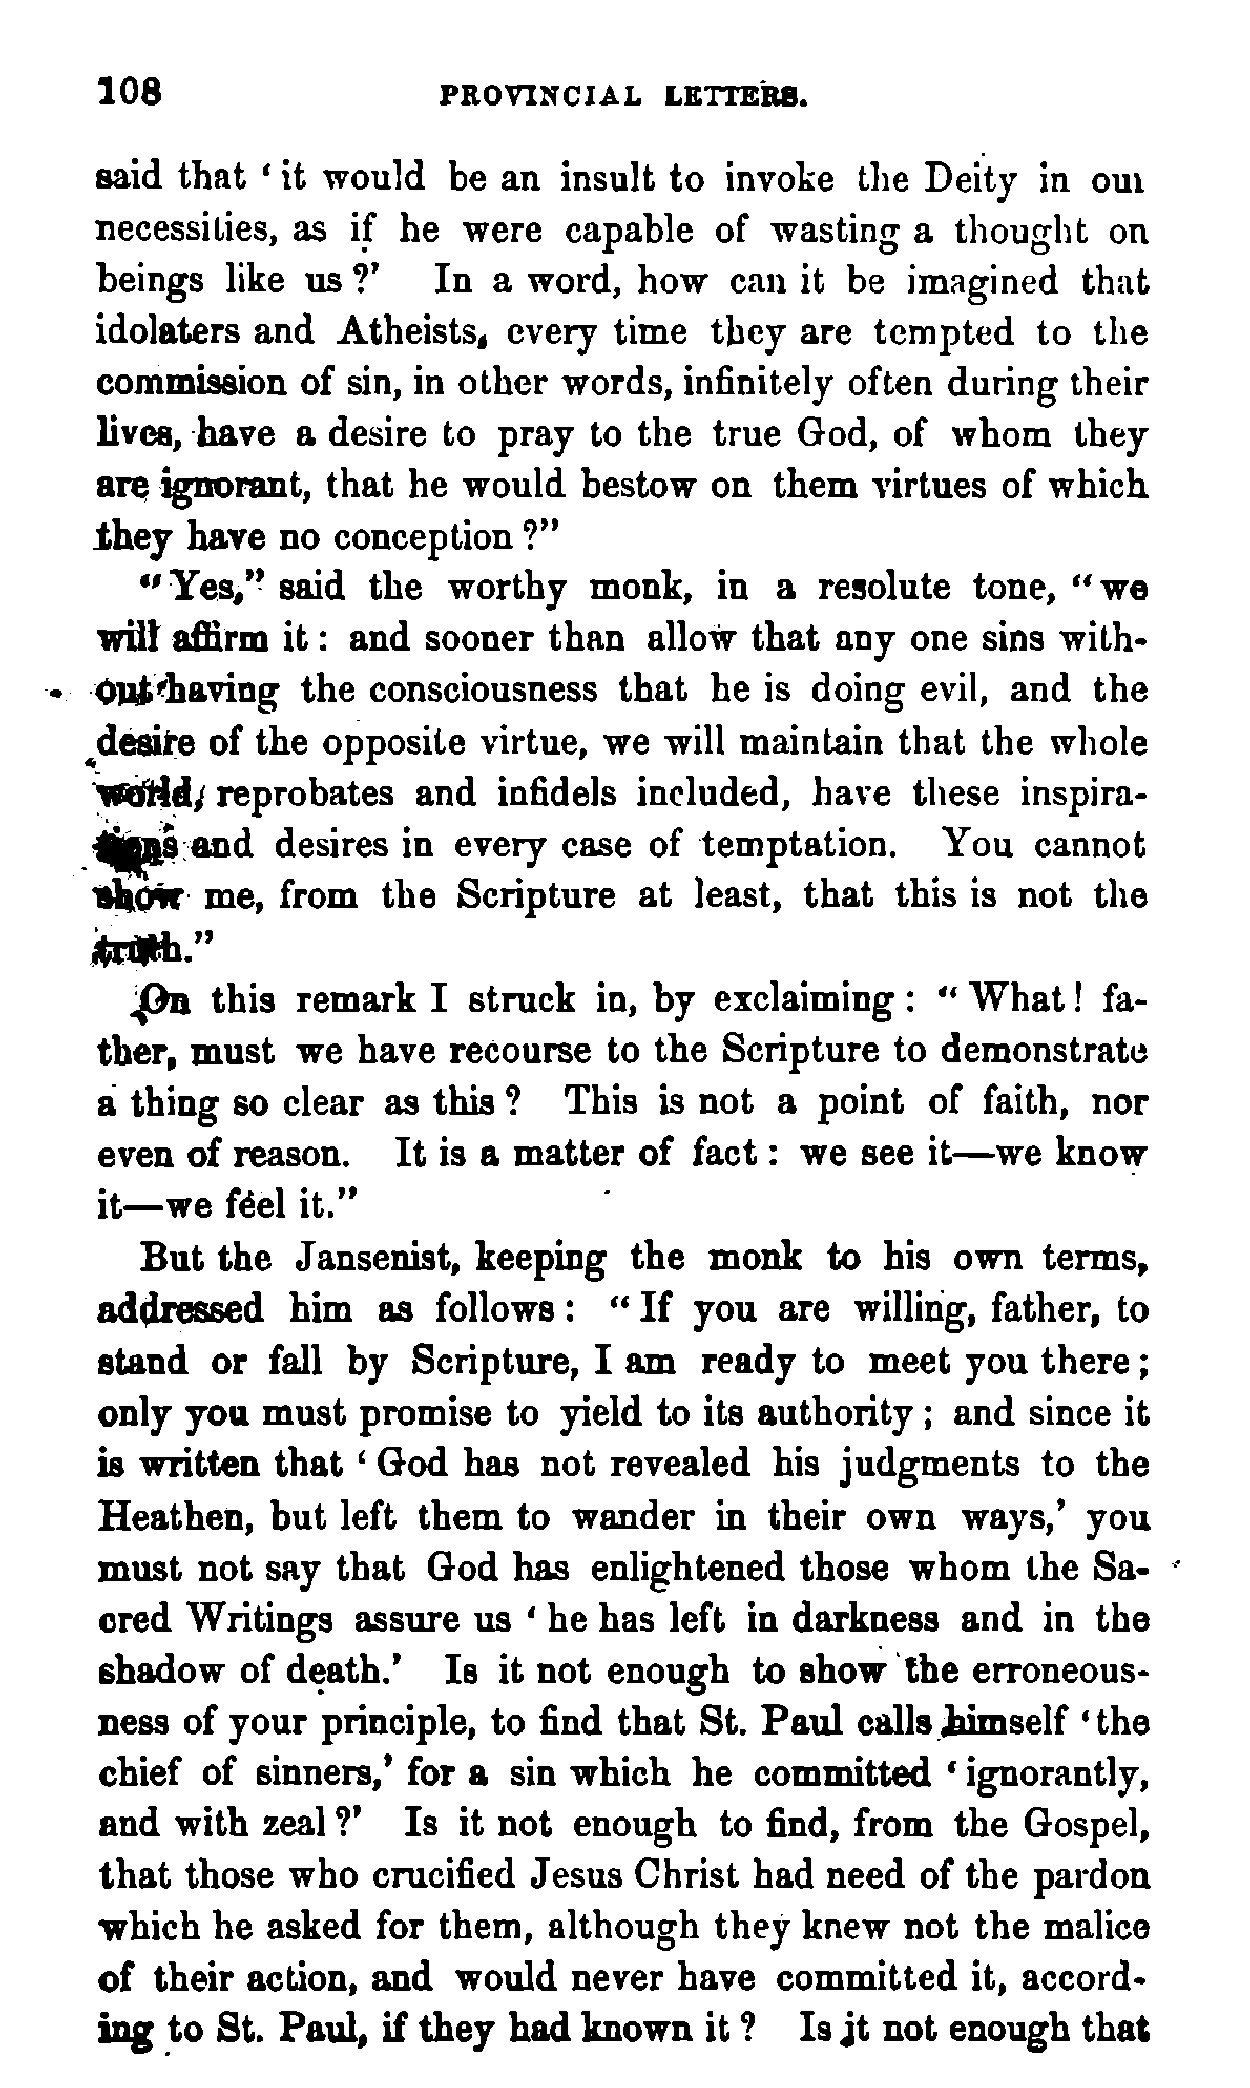 108 PROVINCIAL LETTERS.
said that ‘it would be an insult to invoke the Deity in our
necessities, as if he were capable of wasting a thought on
beings like us?’ In a word, how can it be imagined that
idolaters and Atheists, every time they are tempted to the
commission of sin, in other words, infinitely often during their
lives, have a desire to pray to the true God, of whom they
are ignorant, that he would bestow on them virtues of which
they have no conception?”
“Yes,” said the worthy monk, in a resolute tone, “we
will affirm it: and sooner than allow that any one sins with-
out having the consciousness that he is doing evil, and the
desire of the opposite virtue, we will maintain that the whole
world, reprobates and infidels included, have these inspira-
tions and desires in every case of temptation. You cannot
show me, from the Scripture at least, that this is not the
truth.”
On this remark I struck in, by exclaiming: “What! fa-
ther, must we have recourse to the Scripture to demonstrate
a thing so clear as this? This is not a point of faith, nor
even of reason. It is a matter of fact: we see it—we know
it—we feel it.”
But the Jansenist, keeping the monk to his own terms,
addressed him as follows: “If you are willing, father, to
stand or fall by Scripture, I am ready to meet you there;
only you must promise to yield to its authority; and since it
is written that ‘God has not revealed his judgments to the
Heathen, but left them to wander in their own ways,’ you
must not say that God has enlightened those whom the Sa-
cred Writings assure us ‘he has left in darkness and in the
shadow of death.’ Is it not enough to show the erroneous-
ness of your principle, to find that St. Paul calls himself ‘the
chief of sinners,’ for a sin which he committed ‘ignorantly,
and with zeal?’ Is it not enough to find, from the Gospel,
that those who crucified Jesus Christ had need of the pardon
which he asked for them, although they knew not the malice
of their action, and would never have committed it, accord-
ing to St. Paul, if they had known it? Is it not enough that